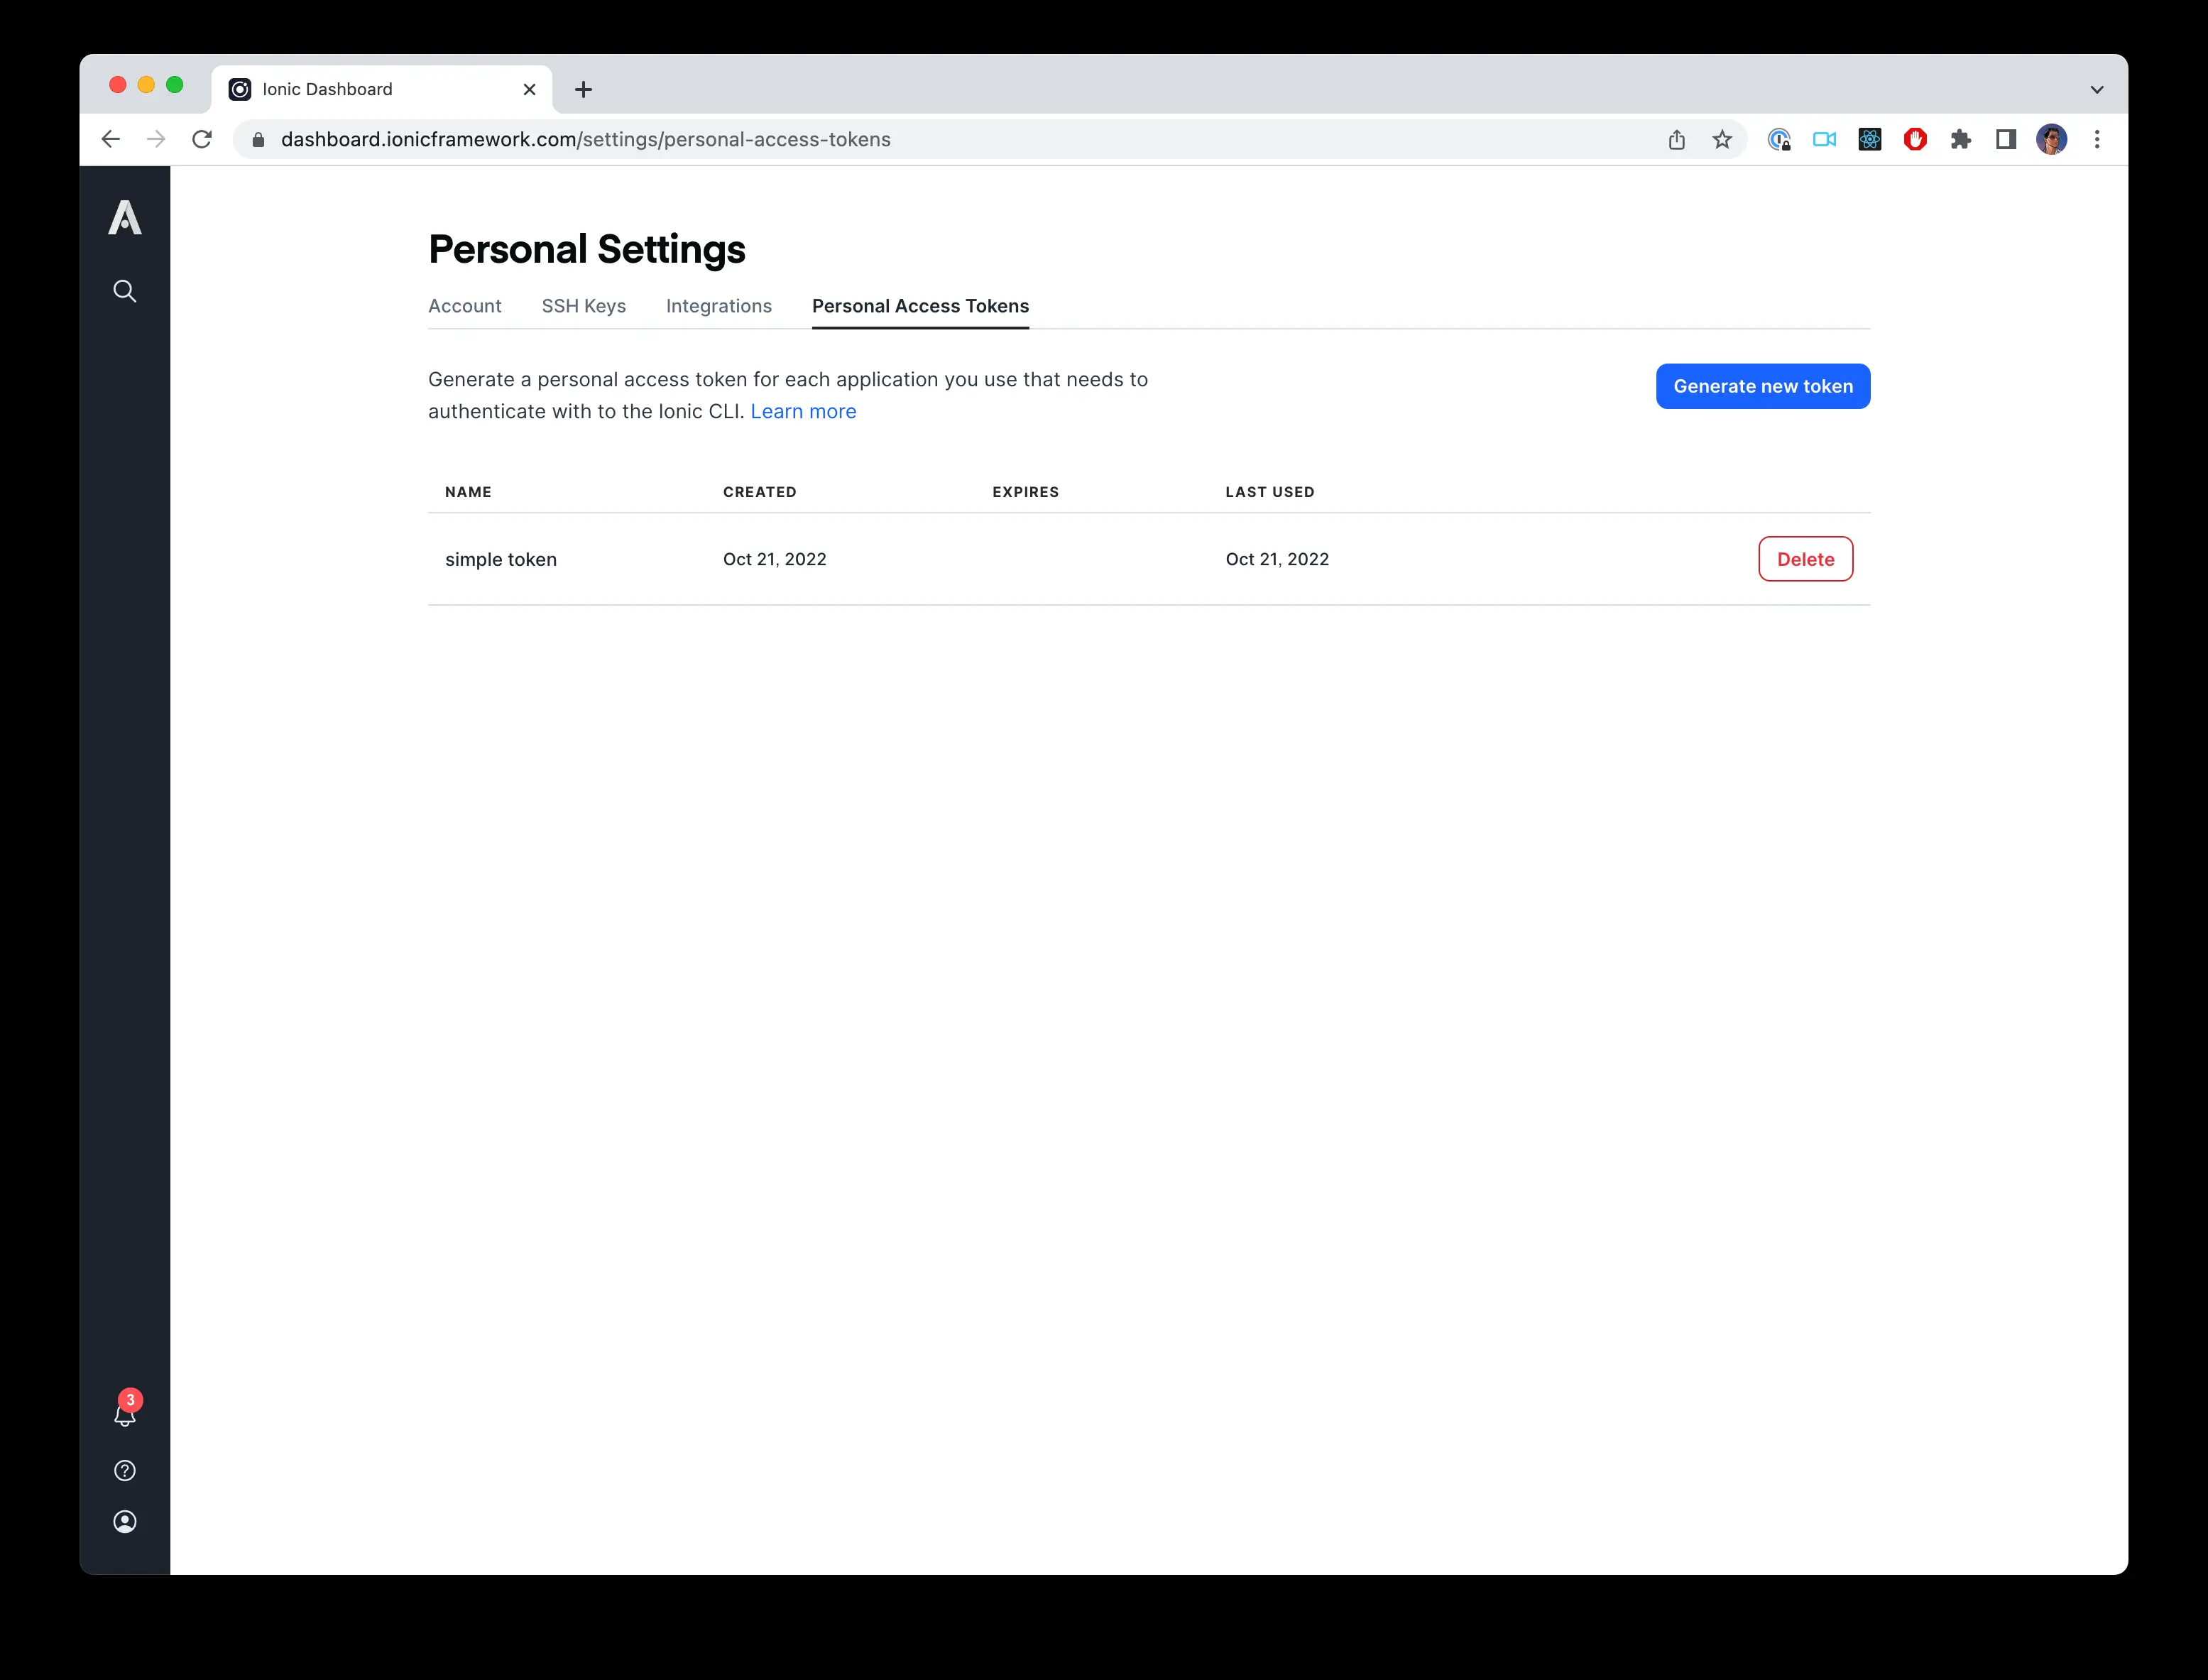 Ionic Dashboard
dashboard.ionicframework.com/settings/personal-access-tokens
Personal Settings
Account SSH Keys Integrations Personal Access Tokens
Generate a personal access token for each application you use that needs to
authenticate with to the Ionic CLI. Learn more
Generate new token
NAME CREATED EXPIRES LAST USED
simple token Oct 21, 2022 Oct 21, 2022 Delete
3